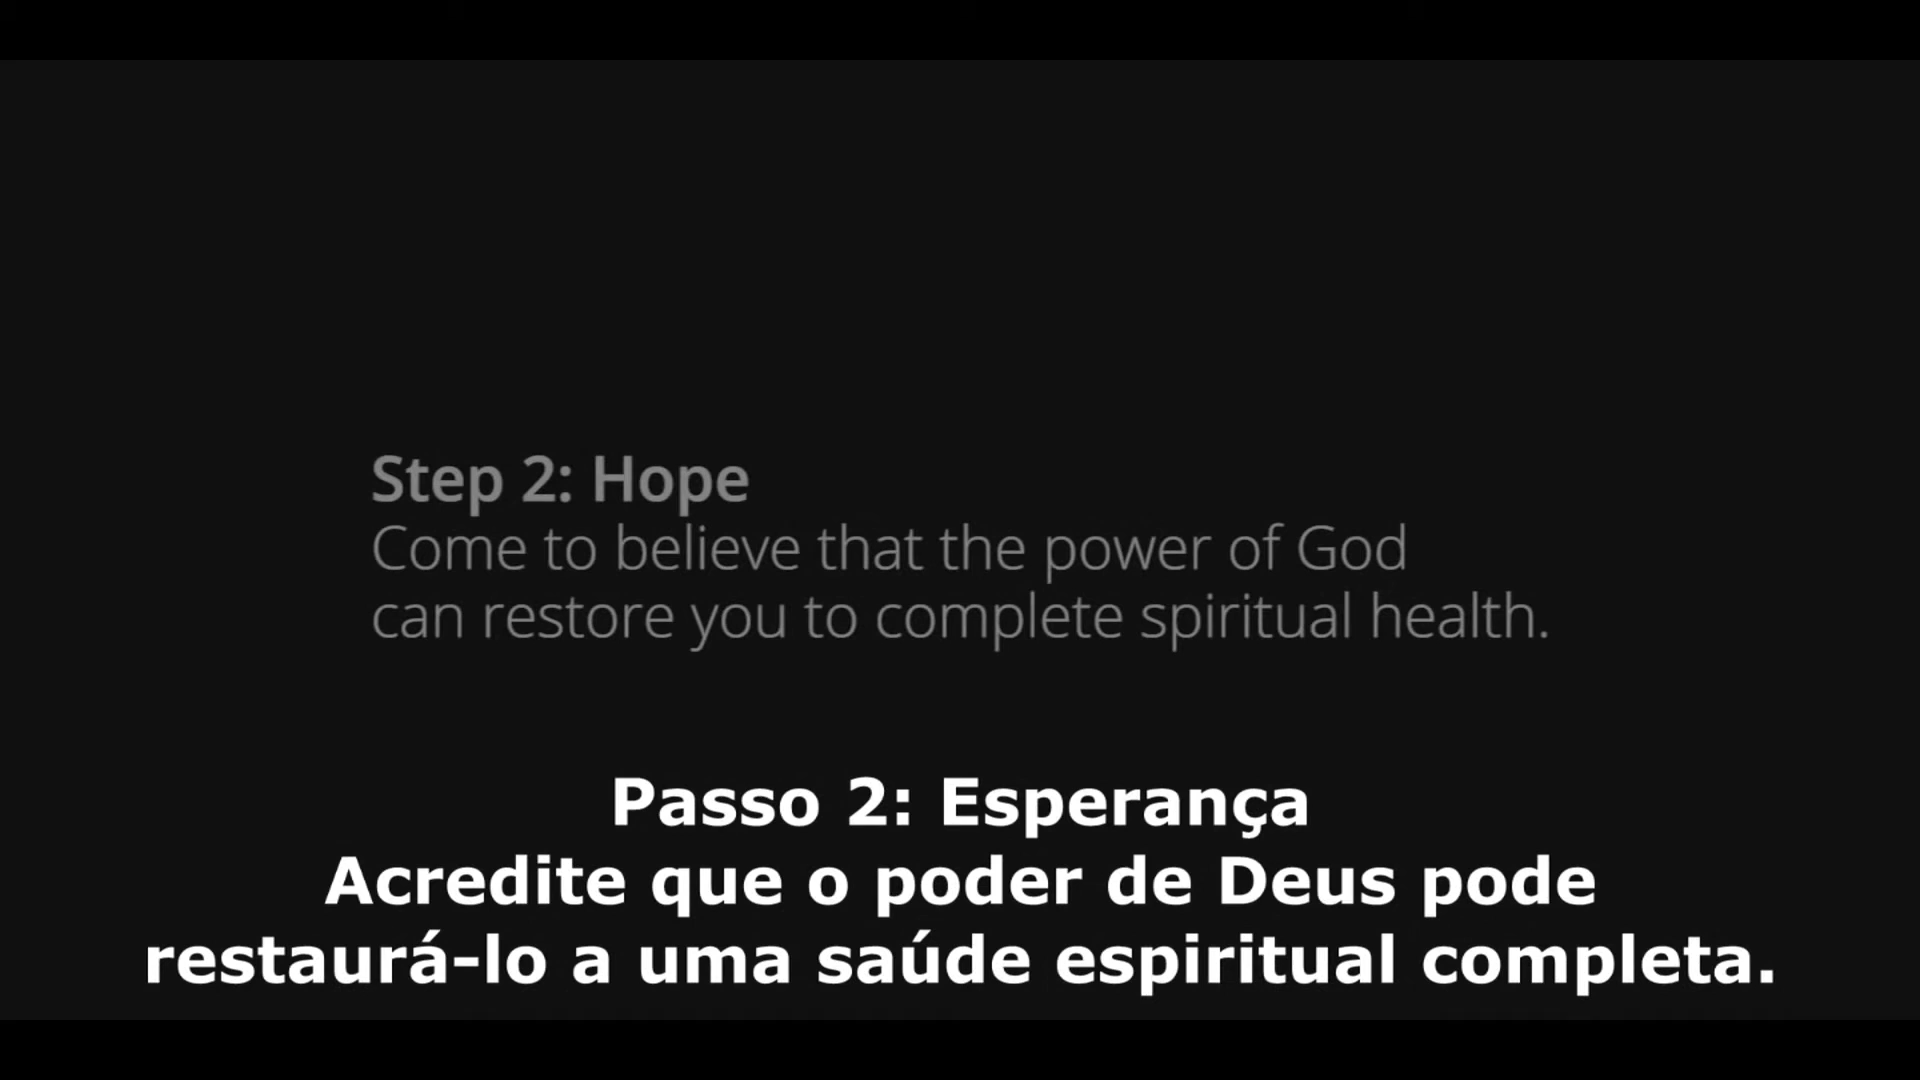 Step 2: Hope
Come to believe that the power of God
can restore you to complete spiritual health.
Passo 2: Esperança
Acredite que o poder de Deus pode
restaurá-lo a uma saúde espiritual completa.